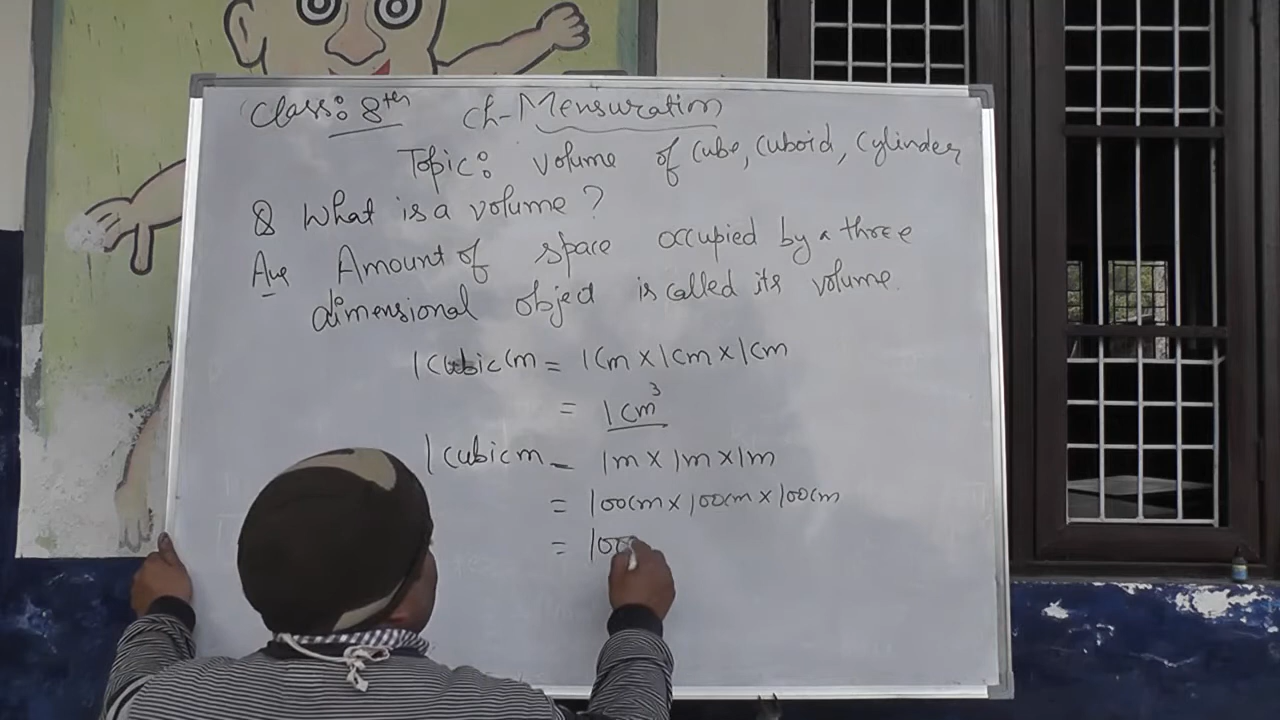 Class: 8th ch-Mensuration
Topic: volume of cube, cuboid, cylinder
Q What is a volume?
Ans Amount of space occupied by a three
dimensional object is called its volume.
1 cubic cm = 1cm x 1cm x 1cm
= 1cm³
1 cubic m = 1m x 1m x 1m
= 100cm x 100cm x 100cm
= 100